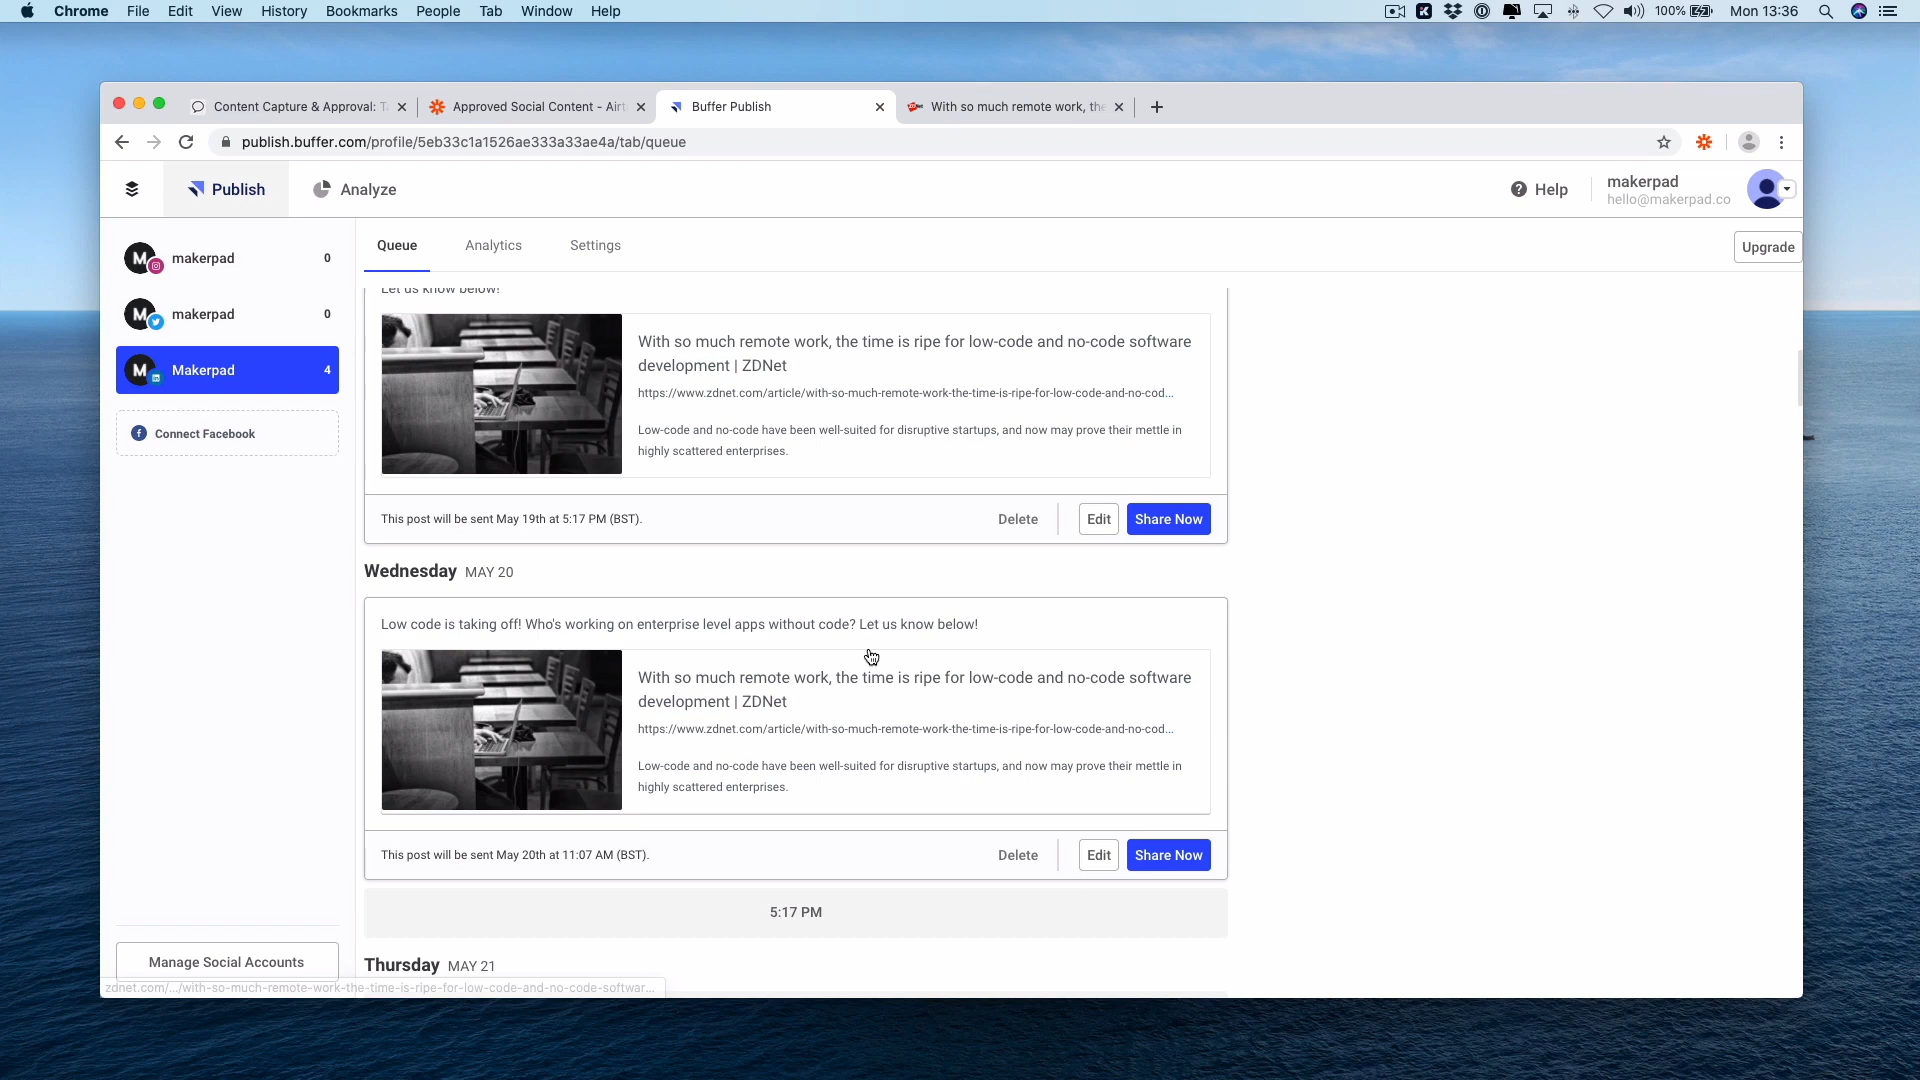 Chrome File Edit View History Bookmarks People Tab Window Help
100% Mon 13:36
Content Capture & Approval: T
Approved Social Content - Airt
Buffer Publish
With so much remote work, the
publish.buffer.com/profile/5eb33c1a1526ae333a33ae4a/tab/queue
Publish
Analyze
Help
makerpad
hello@makerpad.co
makerpad 0
makerpad 0
Makerpad 4
Connect Facebook
Manage Social Accounts
Queue
Analytics
Settings
Upgrade
Let us know below!
With so much remote work, the time is ripe for low-code and no-code software
development | ZDNet
https://www.zdnet.com/article/with-so-much-remote-work-the-time-is-ripe-for-low-code-and-no-cod...
Low-code and no-code have been well-suited for disruptive startups, and now may prove their mettle in
highly scattered enterprises.
This post will be sent May 19th at 5:17 PM (BST).
Delete
Edit
Share Now
Wednesday MAY 20
Low code is taking off! Who's working on enterprise level apps without code? Let us know below!
With so much remote work, the time is ripe for low-code and no-code software
development | ZDNet
https://www.zdnet.com/article/with-so-much-remote-work-the-time-is-ripe-for-low-code-and-no-cod...
Low-code and no-code have been well-suited for disruptive startups, and now may prove their mettle in
highly scattered enterprises.
This post will be sent May 20th at 11:07 AM (BST).
Delete
Edit
Share Now
5:17 PM
Thursday MAY 21
zdnet.com/.../with-so-much-remote-work-the-time-is-ripe-for-low-code-and-no-code-softwar...